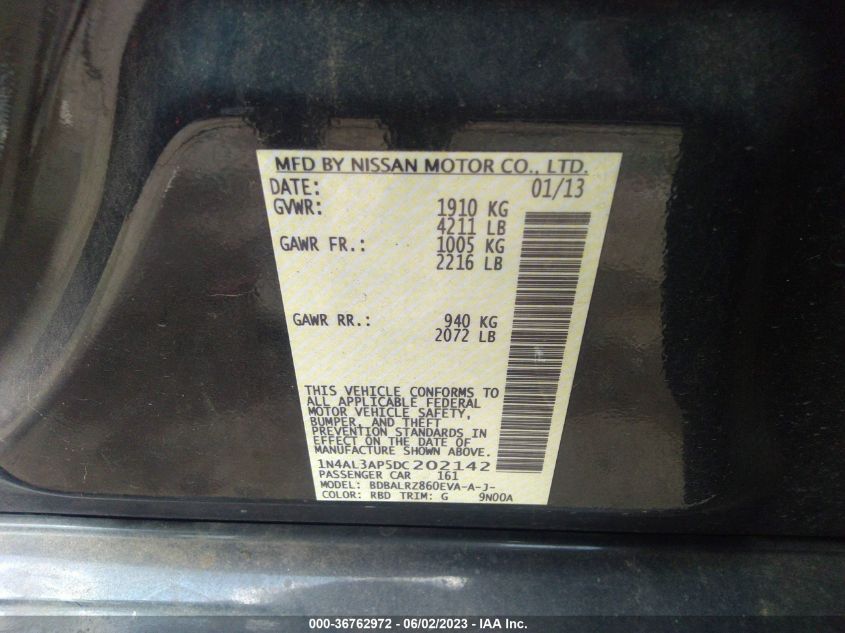 MFD BY NISSAN MOTOR CO., LTD.
DATE: 01/13
GVWR: 1910 KG
4211 LB
GAWR FR.: 1005 KG
2216 LB
GAWR RR.: 940 KG
2072 LB
THIS VEHICLE CONFORMS TO
ALL APPLICABLE FEDERAL
MOTOR VEHICLE SAFETY,
BUMPER, AND THEFT
PREVENTION STANDARDS IN
EFFECT ON THE DATE OF
MANUFACTURE SHOWN ABOVE.
1N4AL3AP5DC202142
PASSENGER CAR 161
MODEL: BDBALRZ860EVA-A-J-
COLOR: RBD TRIM: G 9N00A
000-36762972 - 06/02/2023 - IAA Inc.